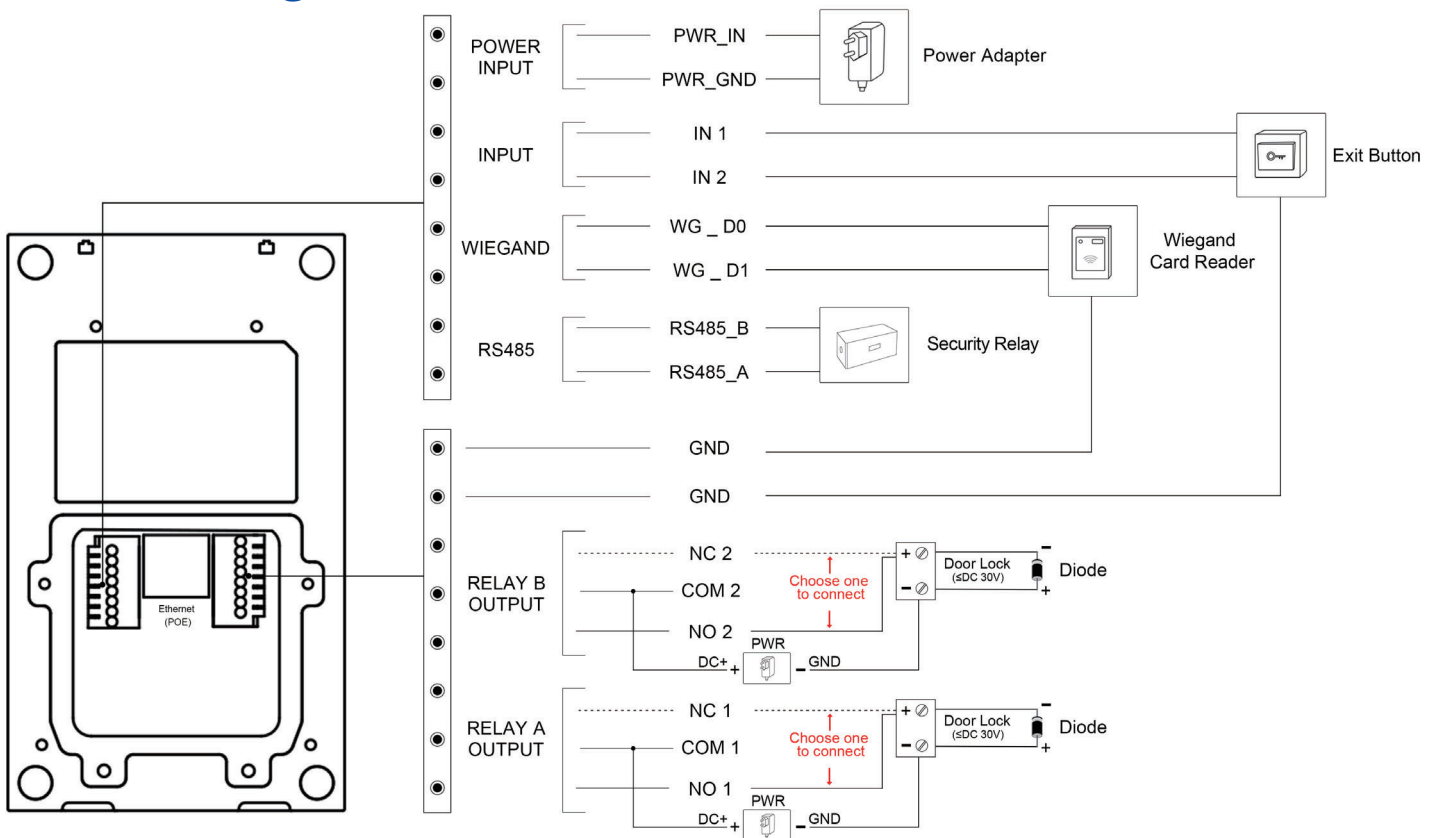 POWER
INPUT
PWR_IN
PWR_GND
Power Adapter
INPUT
IN 1
IN 2
Exit Button
WIEGAND
WG _ D0
WG _ D1
Wiegand
Card Reader
RS485
RS485_B
RS485_A
Security Relay
GND
GND
Ethernet
(POE)
RELAY B
OUTPUT
NC 2
COM 2
NO 2
Choose one
to connect
PWR
DC+ + - GND
+
-
Door Lock
(≤DC 30V)
-
+
Diode
RELAY A
OUTPUT
NC 1
COM 1
NO 1
Choose one
to connect
PWR
DC+ + - GND
+
-
Door Lock
(≤DC 30V)
-
+
Diode